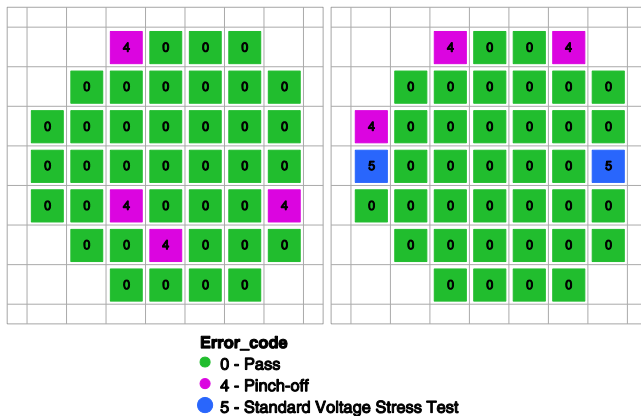 4 0 0 0
0 0 0 0 0 0
0 0 0 0 0 0 0
0 0 0 0 0 0 0
0 0 4 0 0 0 4
0 0 4 0 0 0
0 0 0 0
4 0 0 4
0 0 0 0 0 0
4 0 0 0 0 0 0
5 0 0 0 0 0 5
0 0 0 0 0 0 0
0 0 0 0 0 0
0 0 0 0
Error_code
0 - Pass
4 - Pinch-off
5 - Standard Voltage Stress Test